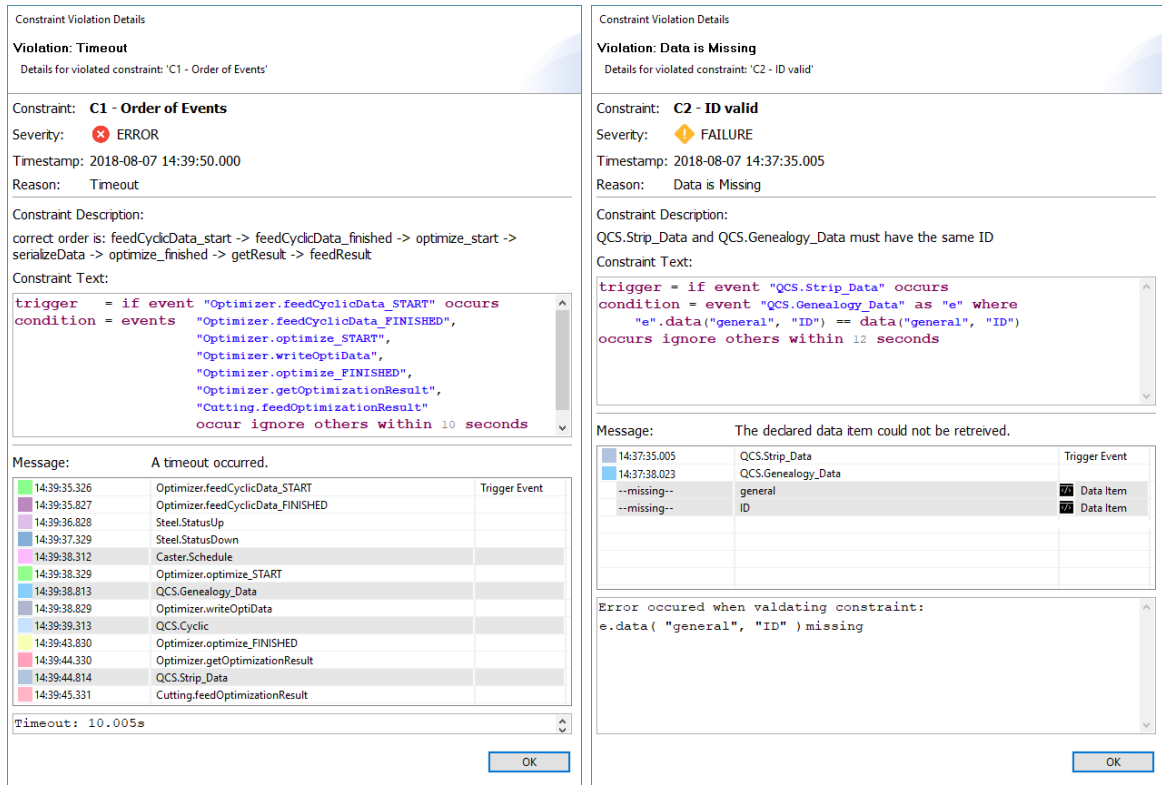 Constraint Violation Details
Violation: Timeout
Details for violated constraint: 'C1 - Order of Events'
Constraint: C1 - Order of Events
Severity: ERROR
Timestamp: 2018-08-07 14:39:50.000
Reason: Timeout
Constraint Description:
correct order is: feedCyclicData_start -> feedCyclicData_finished -> optimize_start ->
serializeData -> optimize_finished -> getResult -> feedResult
Constraint Text:
trigger = if event "Optimizer.feedCyclicData_START" occurs
condition = events "Optimizer.feedCyclicData_FINISHED",
"Optimizer.optimize_START",
"Optimizer.writeOptiData",
"Optimizer.optimize_FINISHED",
"Optimizer.getOptimizationResult",
"Cutting.feedOptimizationResult"
occur ignore others within 10 seconds
Message: A timeout occurred.
14:39:35.326 Optimizer.feedCyclicData_START Trigger Event
14:39:35.827 Optimizer.feedCyclicData_FINISHED
14:39:36.828 Steel.StatusUp
14:39:37.329 Steel.StatusDown
14:39:38.312 Caster.Schedule
14:39:38.329 Optimizer.optimize_START
14:39:38.813 QCS.Genealogy_Data
14:39:38.829 Optimizer.writeOptiData
14:39:39.313 QCS.Cyclic
14:39:43.830 Optimizer.optimize_FINISHED
14:39:44.330 Optimizer.getOptimizationResult
14:39:44.814 QCS.Strip_Data
14:39:45.331 Cutting.feedOptimizationResult
Timeout: 10.005s
OK
Constraint Violation Details
Violation: Data is Missing
Details for violated constraint: 'C2 - ID valid'
Constraint: C2 - ID valid
Severity: FAILURE
Timestamp: 2018-08-07 14:37:35.005
Reason: Data is Missing
Constraint Description:
QCS.Strip_Data and QCS.Genealogy_Data must have the same ID
Constraint Text:
trigger = if event "QCS.Strip_Data" occurs
condition = event "QCS.Genealogy_Data" as "e" where
"e".data("general", "ID") == data("general", "ID")
occurs ignore others within 12 seconds
Message: The declared data item could not be retreived.
14:37:35.005 QCS.Strip_Data Trigger Event
14:37:38.023 QCS.Genealogy_Data
--missing-- general </> Data Item
--missing-- ID </> Data Item
Error occured when valdating constraint:
e.data( "general", "ID" )missing
OK